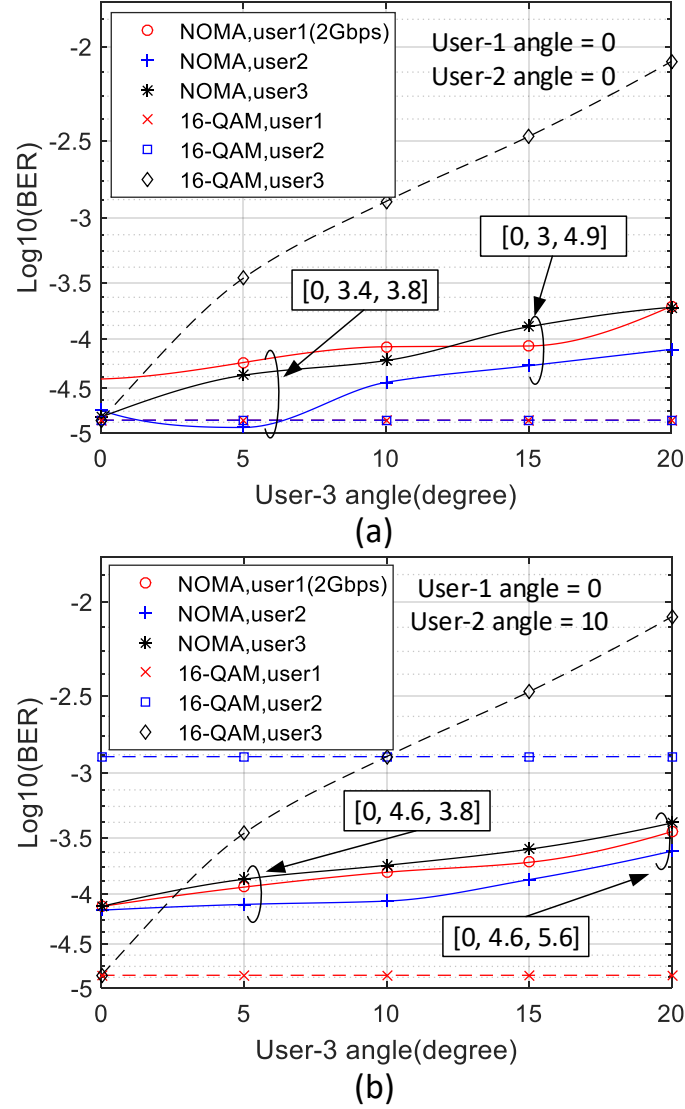 -2
-2.5
-3
-3.5
-4
-4.5
-5
Log10(BER)
NOMA,user1(2Gbps)
NOMA,user2
NOMA,user3
16-QAM,user1
16-QAM,user2
16-QAM,user3
User-1 angle = 0
User-2 angle = 0
[0, 3, 4.9]
[0, 3.4, 3.8]
0 5 10 15 20
User-3 angle(degree)
(a)
-2
-2.5
-3
-3.5
-4
-4.5
-5
Log10(BER)
NOMA,user1(2Gbps)
NOMA,user2
NOMA,user3
16-QAM,user1
16-QAM,user2
16-QAM,user3
User-1 angle = 0
User-2 angle = 10
[0, 4.6, 3.8]
[0, 4.6, 5.6]
0 5 10 15 20
User-3 angle(degree)
(b)